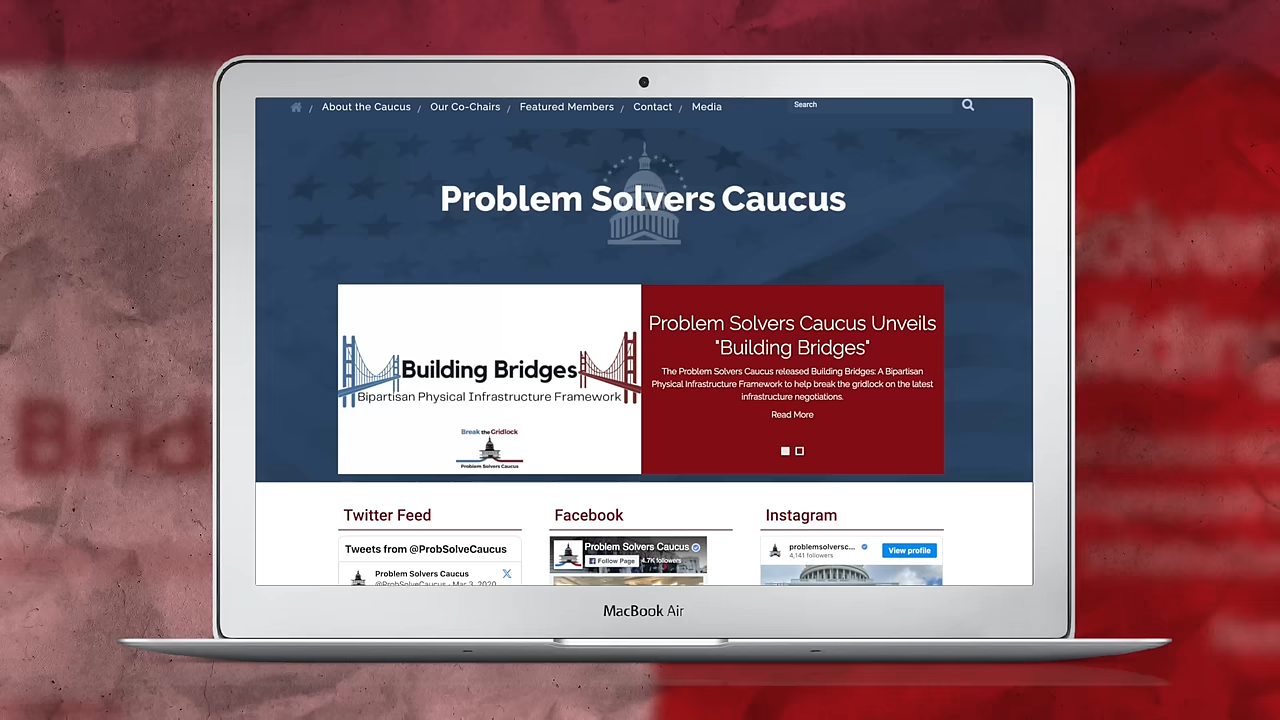 About the Caucus / Our Co-Chairs / Featured Members / Contact / Media
Search
Problem Solvers Caucus
Building Bridges
Bipartisan Physical Infrastructure Framework
Break the Gridlock
Problem Solvers Caucus
Problem Solvers Caucus Unveils
"Building Bridges"
The Problem Solvers Caucus released Building Bridges: A Bipartisan
Physical Infrastructure Framework to help break the gridlock on the latest
infrastructure negotiations.
Read More
Twitter Feed
Tweets from @ProbSolveCaucus
Problem Solvers Caucus
@ProbSolveCaucus · Mar 3, 2020
Facebook
Problem Solvers Caucus
Follow Page
4.7K followers
Instagram
problemsolversc...
4,141 followers
View profile
MacBook Air